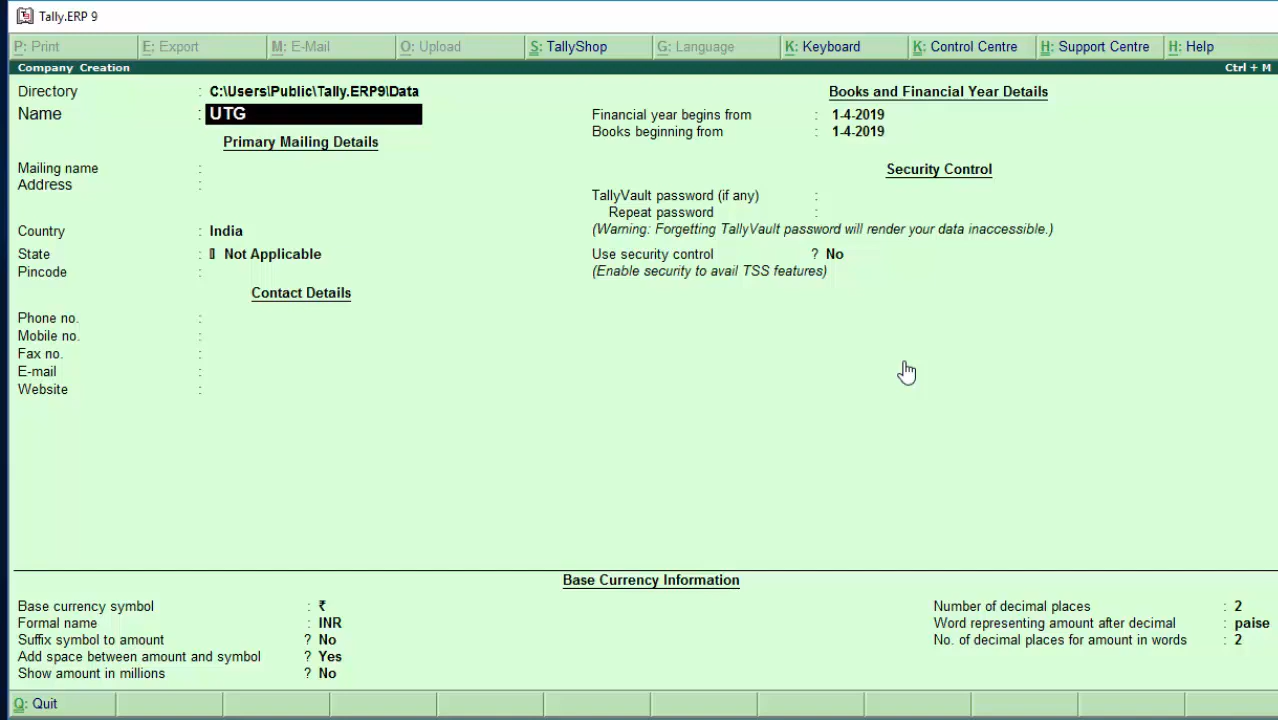 Tally.ERP 9
P: Print E: Export M: E-Mail O: Upload S: TallyShop G: Language K: Keyboard K: Control Centre H: Support Centre H: Help
Company Creation Ctrl + M
Directory : C:\Users\Public\Tally.ERP9\Data
Name : UTG
Primary Mailing Details
Mailing name :
Address :
Country : India
State : Not Applicable
Pincode :
Contact Details
Phone no. :
Mobile no. :
Fax no. :
E-mail :
Website :
Books and Financial Year Details
Financial year begins from : 1-4-2019
Books beginning from : 1-4-2019
Security Control
TallyVault password (if any) :
Repeat password :
(Warning: Forgetting TallyVault password will render your data inaccessible.)
Use security control ? No
(Enable security to avail TSS features)
Base Currency Information
Base currency symbol : ₹
Formal name : INR
Suffix symbol to amount ? No
Add space between amount and symbol ? Yes
Show amount in millions ? No
Number of decimal places : 2
Word representing amount after decimal : paise
No. of decimal places for amount in words : 2
Q: Quit